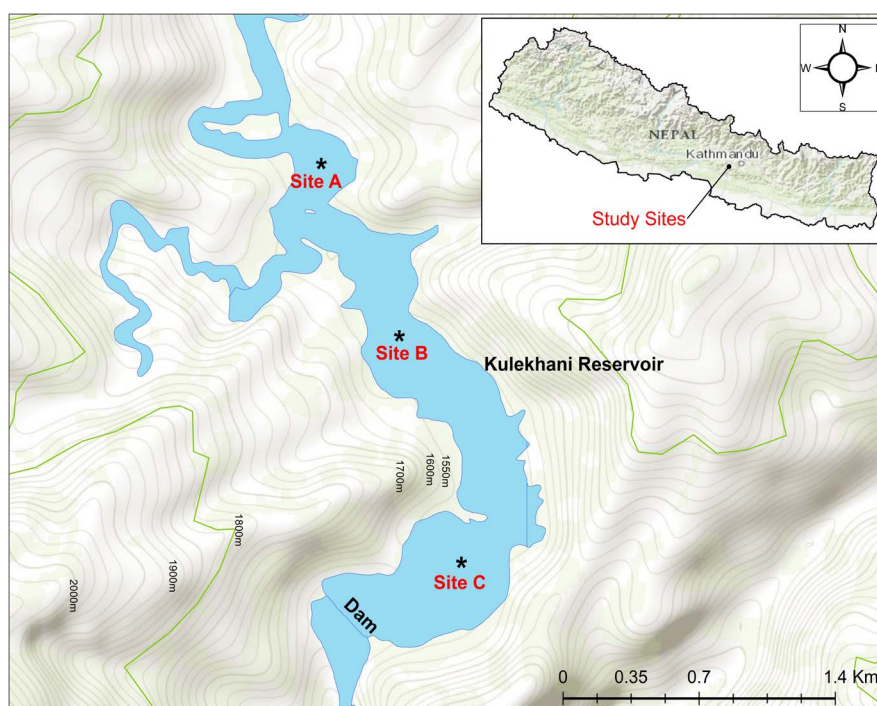 N
W
E
S
NEPAL
Kathmandu
Study Sites
*
Site A
*
Site B
Kulekhani Reservoir
1550m
1600m
1700m
1800m
1900m
2000m
*
Site C
Dam
0 0.35 0.7 1.4 Km